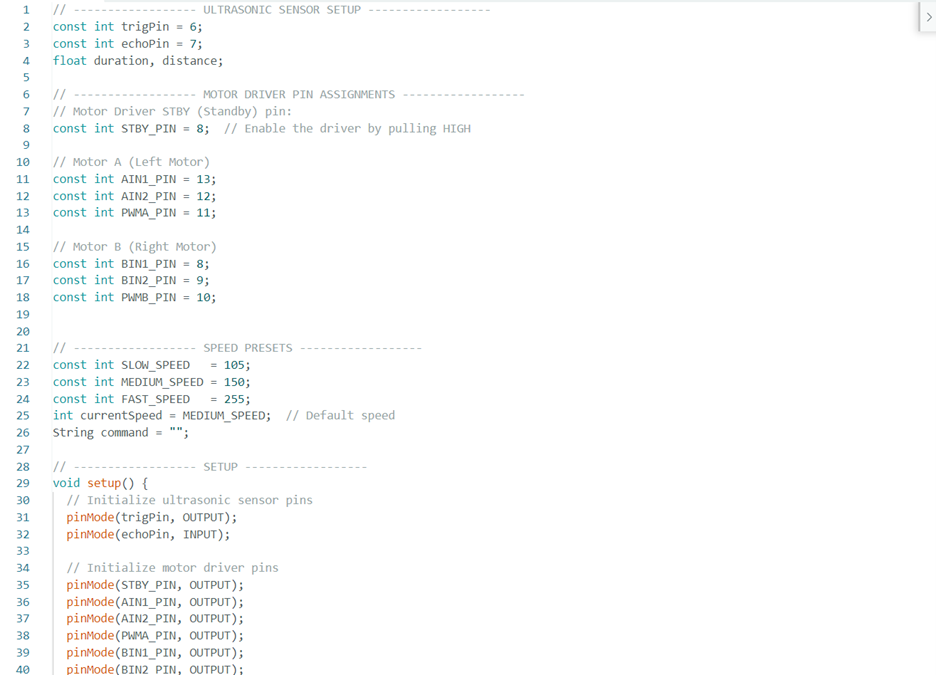 1 // ------------------ ULTRASONIC SENSOR SETUP ------------------
2 const int trigPin = 6;
3 const int echoPin = 7;
4 float duration, distance;
5
6 // ------------------ MOTOR DRIVER PIN ASSIGNMENTS ------------------
7 // Motor Driver STBY (Standby) pin:
8 const int STBY_PIN = 8;  // Enable the driver by pulling HIGH
9
10 // Motor A (Left Motor)
11 const int AIN1_PIN = 13;
12 const int AIN2_PIN = 12;
13 const int PWMA_PIN = 11;
14
15 // Motor B (Right Motor)
16 const int BIN1_PIN = 8;
17 const int BIN2_PIN = 9;
18 const int PWMB_PIN = 10;
19
20
21 // ------------------ SPEED PRESETS ------------------
22 const int SLOW_SPEED   = 105;
23 const int MEDIUM_SPEED = 150;
24 const int FAST_SPEED   = 255;
25 int currentSpeed = MEDIUM_SPEED;  // Default speed
26 String command = "";
27
28 // ------------------ SETUP ------------------
29 void setup() {
30   // Initialize ultrasonic sensor pins
31   pinMode(trigPin, OUTPUT);
32   pinMode(echoPin, INPUT);
33
34   // Initialize motor driver pins
35   pinMode(STBY_PIN, OUTPUT);
36   pinMode(AIN1_PIN, OUTPUT);
37   pinMode(AIN2_PIN, OUTPUT);
38   pinMode(PWMA_PIN, OUTPUT);
39   pinMode(BIN1_PIN, OUTPUT);
40   pinMode(BIN2_PIN, OUTPUT);